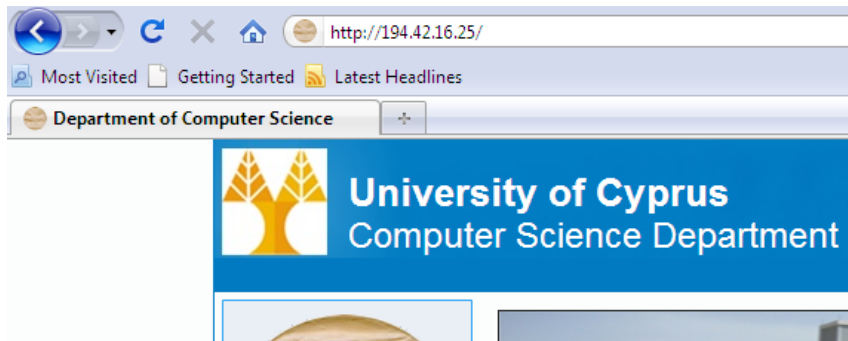 http://194.42.16.25/
Most Visited Getting Started Latest Headlines
Department of Computer Science
University of Cyprus
Computer Science Department